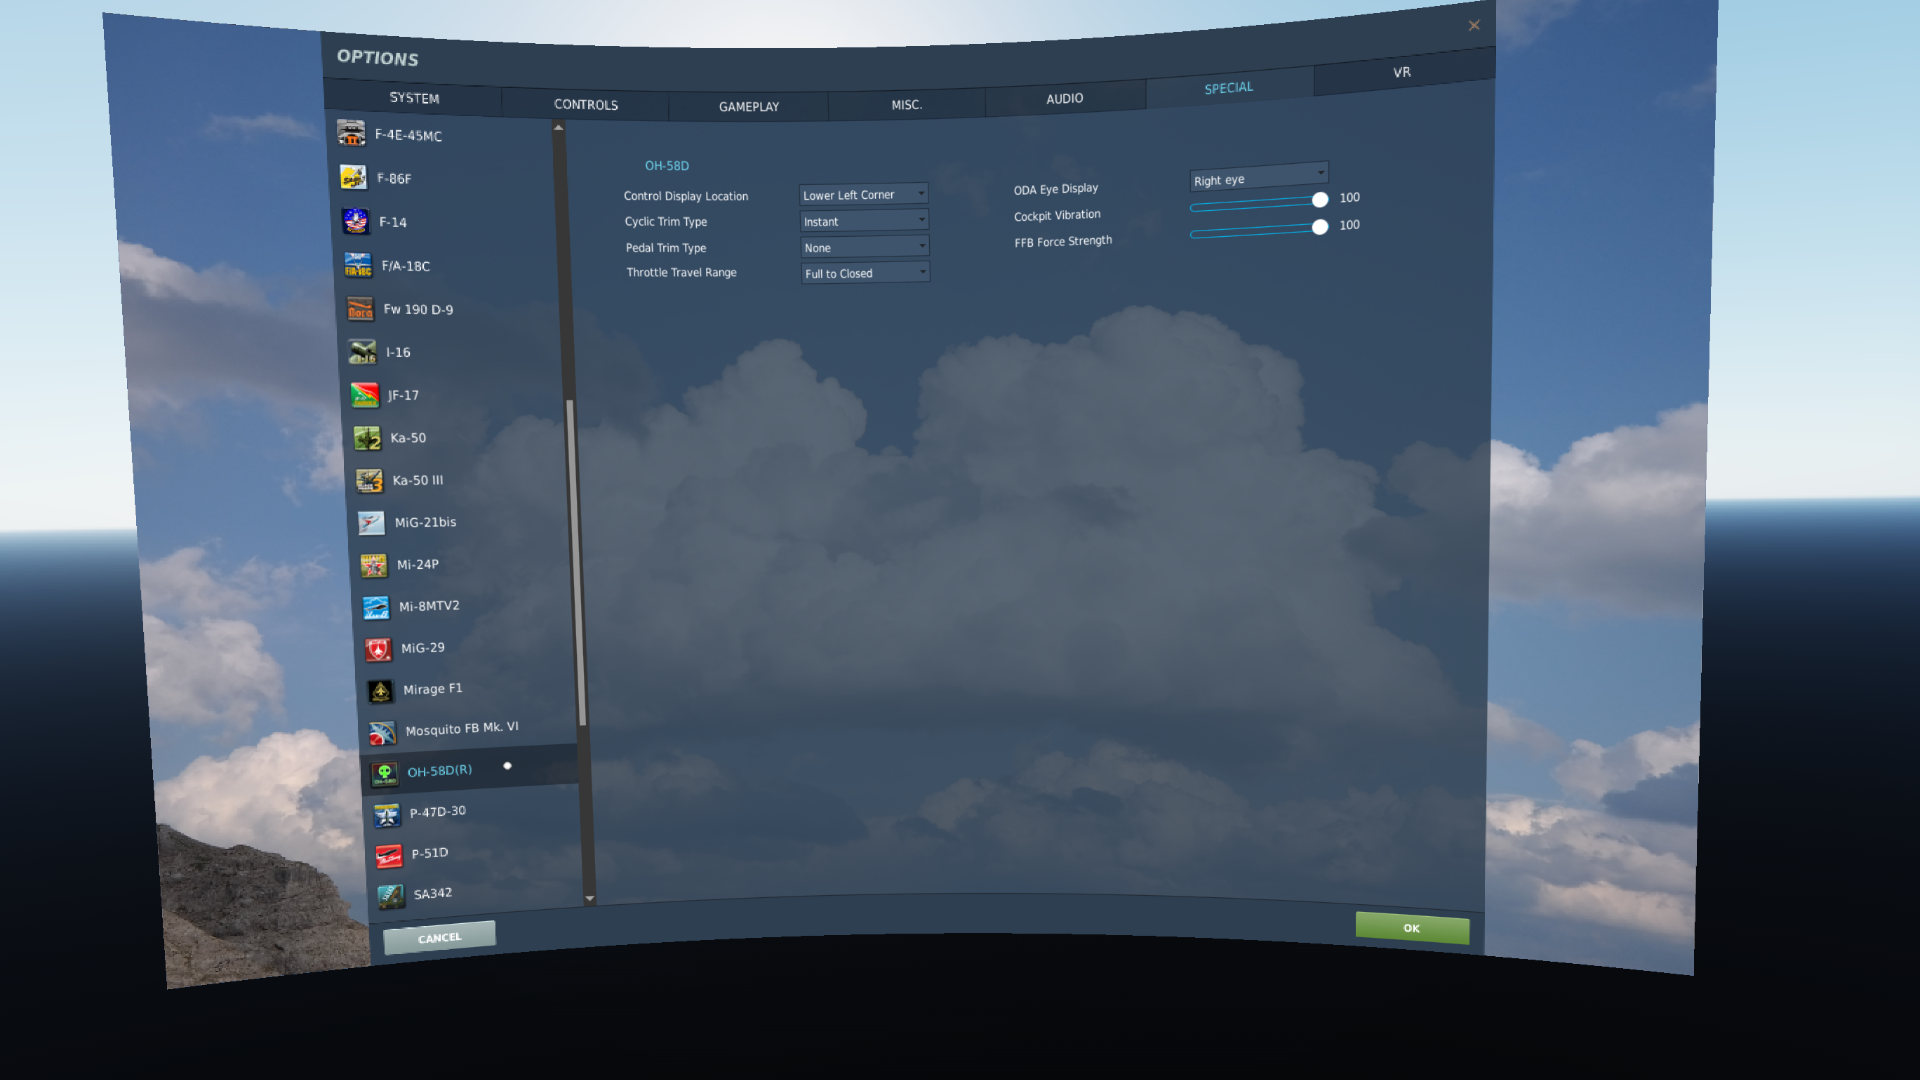 OPTIONS
SYSTEM
CONTROLS
GAMEPLAY
MISC.
AUDIO
SPECIAL
VR
F-4E-45MC
F-86F
F-14
F/A-18C
Fw 190 D-9
I-16
JF-17
Ka-50
Ka-50 III
MiG-21bis
Mi-24P
Mi-8MTV2
MiG-29
Mirage F1
Mosquito FB Mk. VI
OH-58D(R)
P-47D-30
P-51D
SA342
OH-58D
Control Display Location Lower Left Corner
Cyclic Trim Type Instant
Pedal Trim Type None
Throttle Travel Range Full to Closed
ODA Eye Display Right eye
Cockpit Vibration 100
FFB Force Strength 100
CANCEL
OK